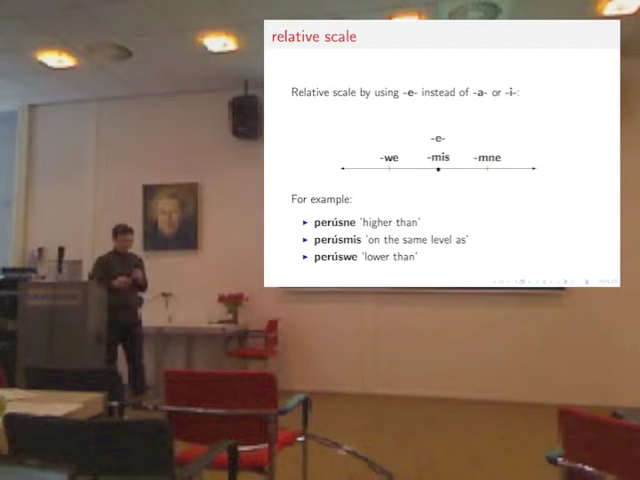 relative scale
Relative scale by using -e- instead of -a- or -i-:
-e-
-we -mis -mne
For example:
▸ perúsne 'higher than'
▸ perúsmis 'on the same level as'
▸ perúswe 'lower than'